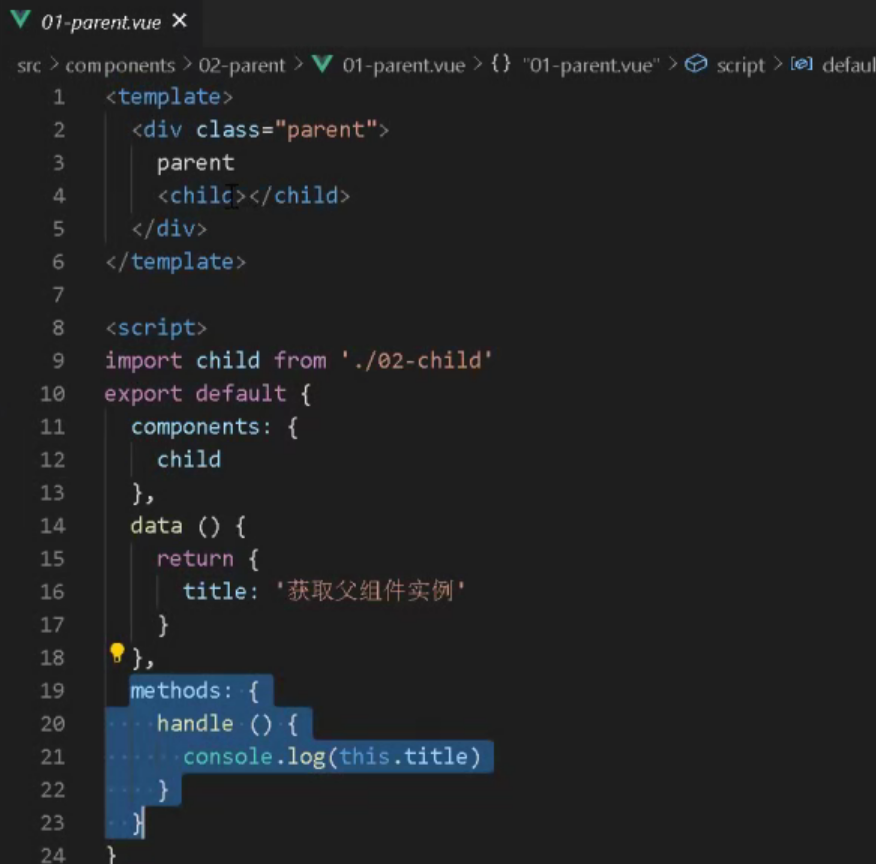 01-parent.vue ×
src > components > 02-parent > 01-parent.vue > {} "01-parent.vue" > script > defaul
1 <template>
2 <div class="parent">
3 parent
4 <child></child>
5 </div>
6 </template>
7
8 <script>
9 import child from './02-child'
10 export default {
11 components: {
12 child
13 },
14 data () {
15 return {
16 title: '获取父组件实例'
17 }
18 },
19 methods: {
20 handle () {
21 console.log(this.title)
22 }
23 }
24 }